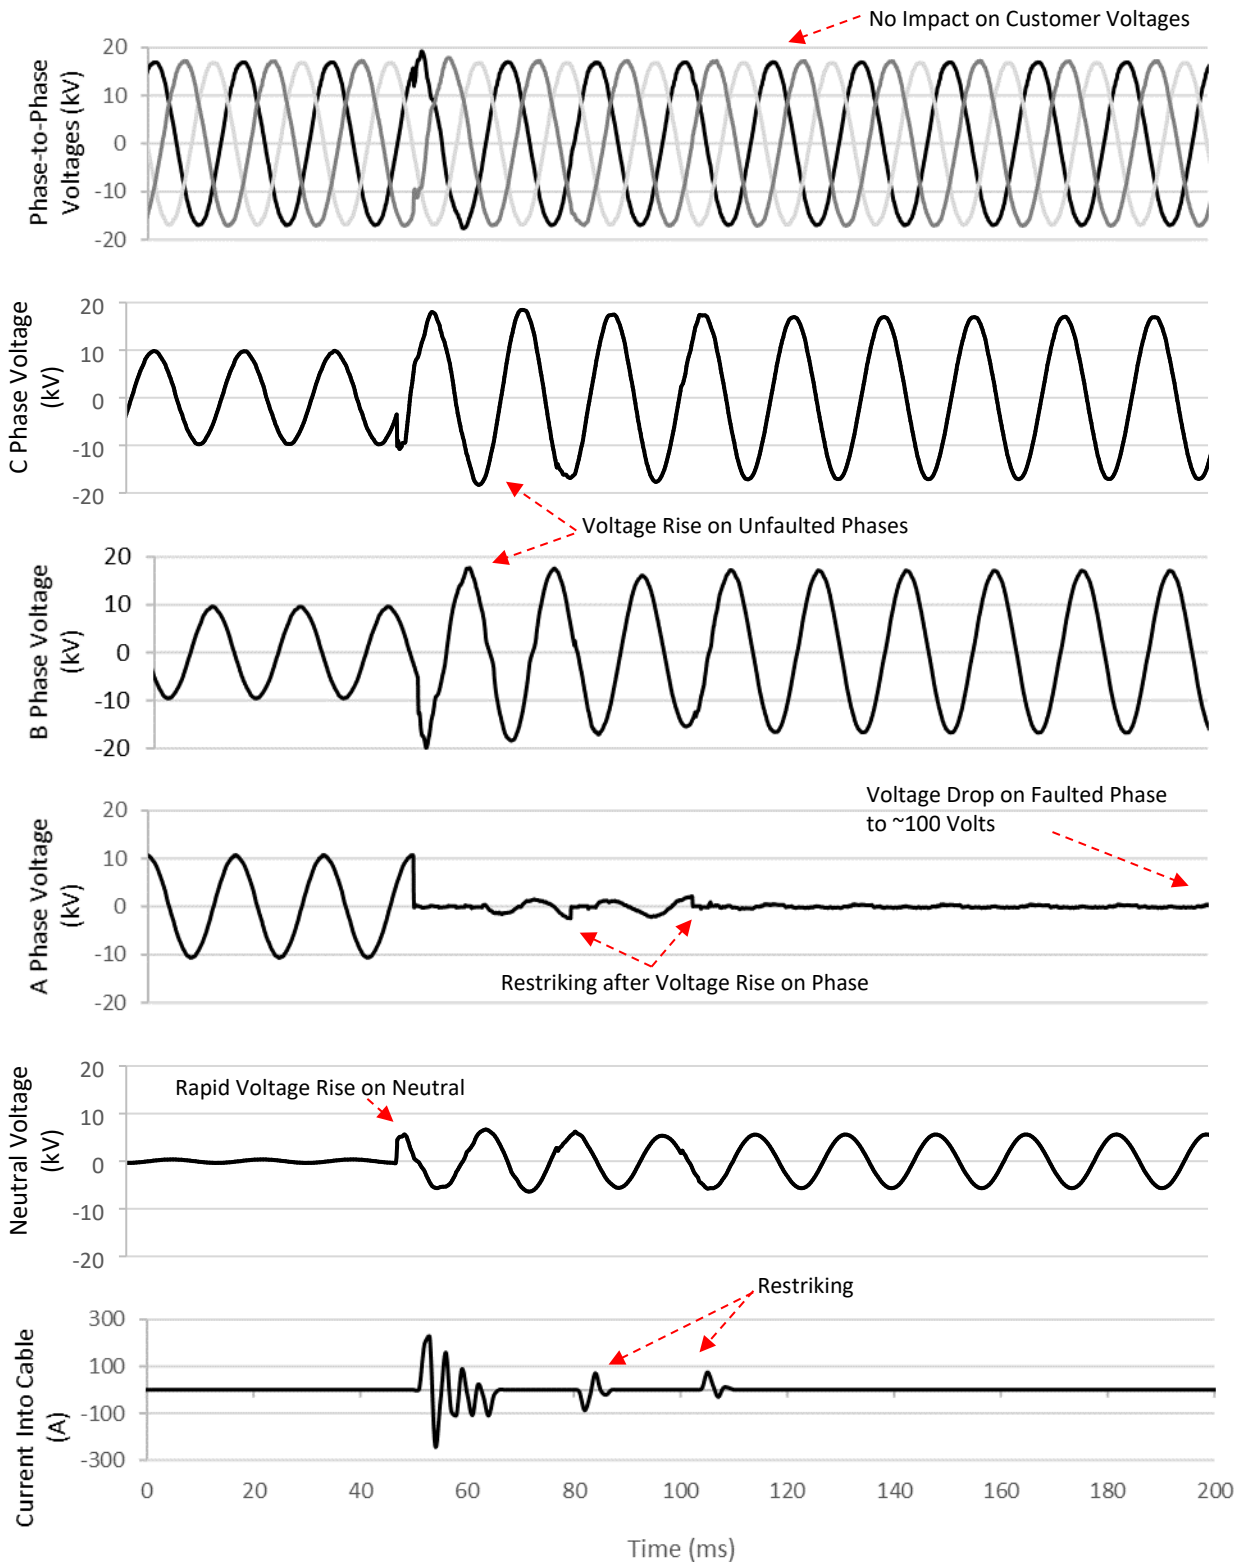 No Impact on Customer Voltages
Phase-to-Phase
Voltages (kV)
20
10
0
-10
-20
C Phase Voltage
(kV)
20
10
0
-10
-20
Voltage Rise on Unfaulted Phases
B Phase Voltage
(kV)
20
10
0
-10
-20
Voltage Drop on Faulted Phase
to ~100 Volts
A Phase Voltage
(kV)
20
10
0
-10
-20
Restriking after Voltage Rise on Phase
Neutral Voltage
(kV)
20
10
0
-10
-20
Rapid Voltage Rise on Neutral
Restriking
Current Into Cable
(A)
300
100
-100
-300
0 20 40 60 80 100 120 140 160 180 200
Time (ms)